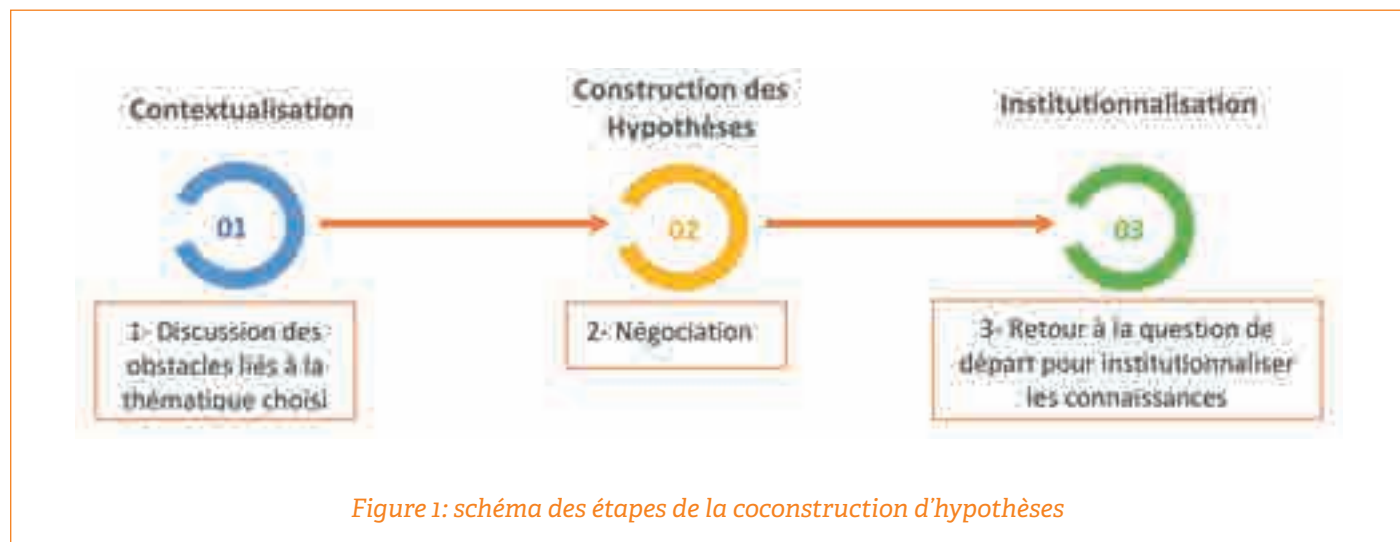 Contextualisation
Construction des
Hypothèses
Institutionnalisation
01
02
03
1- Discussion des
obstacles liés à la
thématique choisi
2- Négociation
3- Retour à la question de
départ pour institutionnaliser
les connaissances
Figure 1: schéma des étapes de la coconstruction d’hypothèses